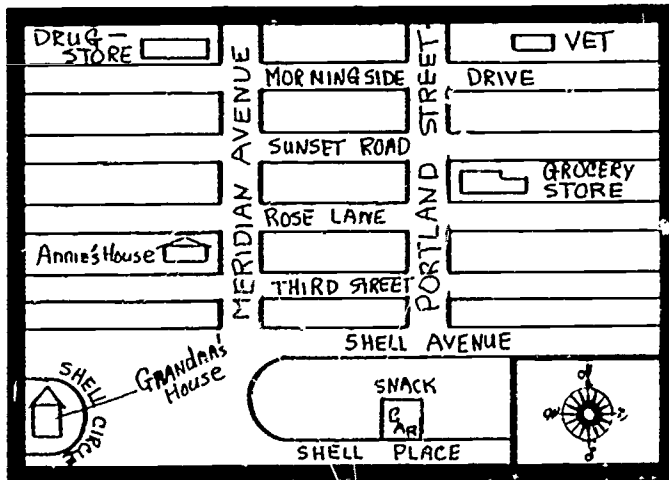 DRUG-
STORE
MERIDIAN AVENUE
PORTLAND STREET
VET
MORNINGSIDE DRIVE
SUNSET ROAD
GROCERY
STORE
ROSE LANE
Annie's House
THIRD STREET
SHELL AVENUE
SHELL CIRCLE
GRANDMA'S
House
SNACK
BAR
SHELL PLACE